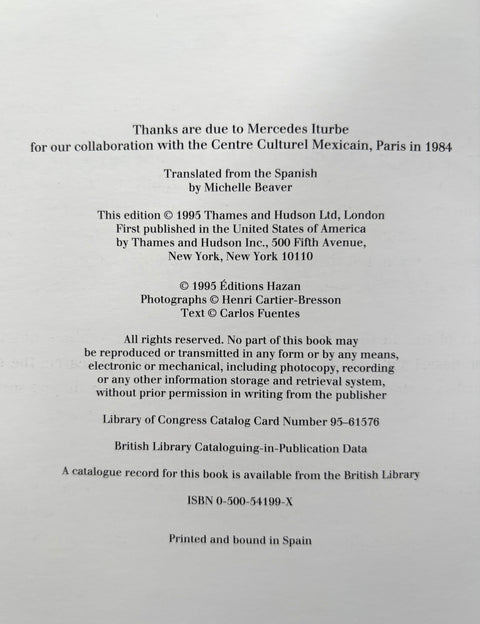 Thanks are due to Mercedes Iturbe
for our collaboration with the Centre Culturel Mexicain, Paris in 1984
Translated from the Spanish
by Michelle Beaver
This edition © 1995 Thames and Hudson Ltd, London
First published in the United States of America
by Thames and Hudson Inc., 500 Fifth Avenue,
New York, New York 10110
© 1995 Éditions Hazan
Photographs © Henri Cartier-Bresson
Text © Carlos Fuentes
All rights reserved. No part of this book may
be reproduced or transmitted in any form or by any means,
electronic or mechanical, including photocopy, recording
or any other information storage and retrieval system,
without prior permission in writing from the publisher
Library of Congress Catalog Card Number 95–61576
British Library Cataloguing-in-Publication Data
A catalogue record for this book is available from the British Library
ISBN 0-500-54199-X
Printed and bound in Spain